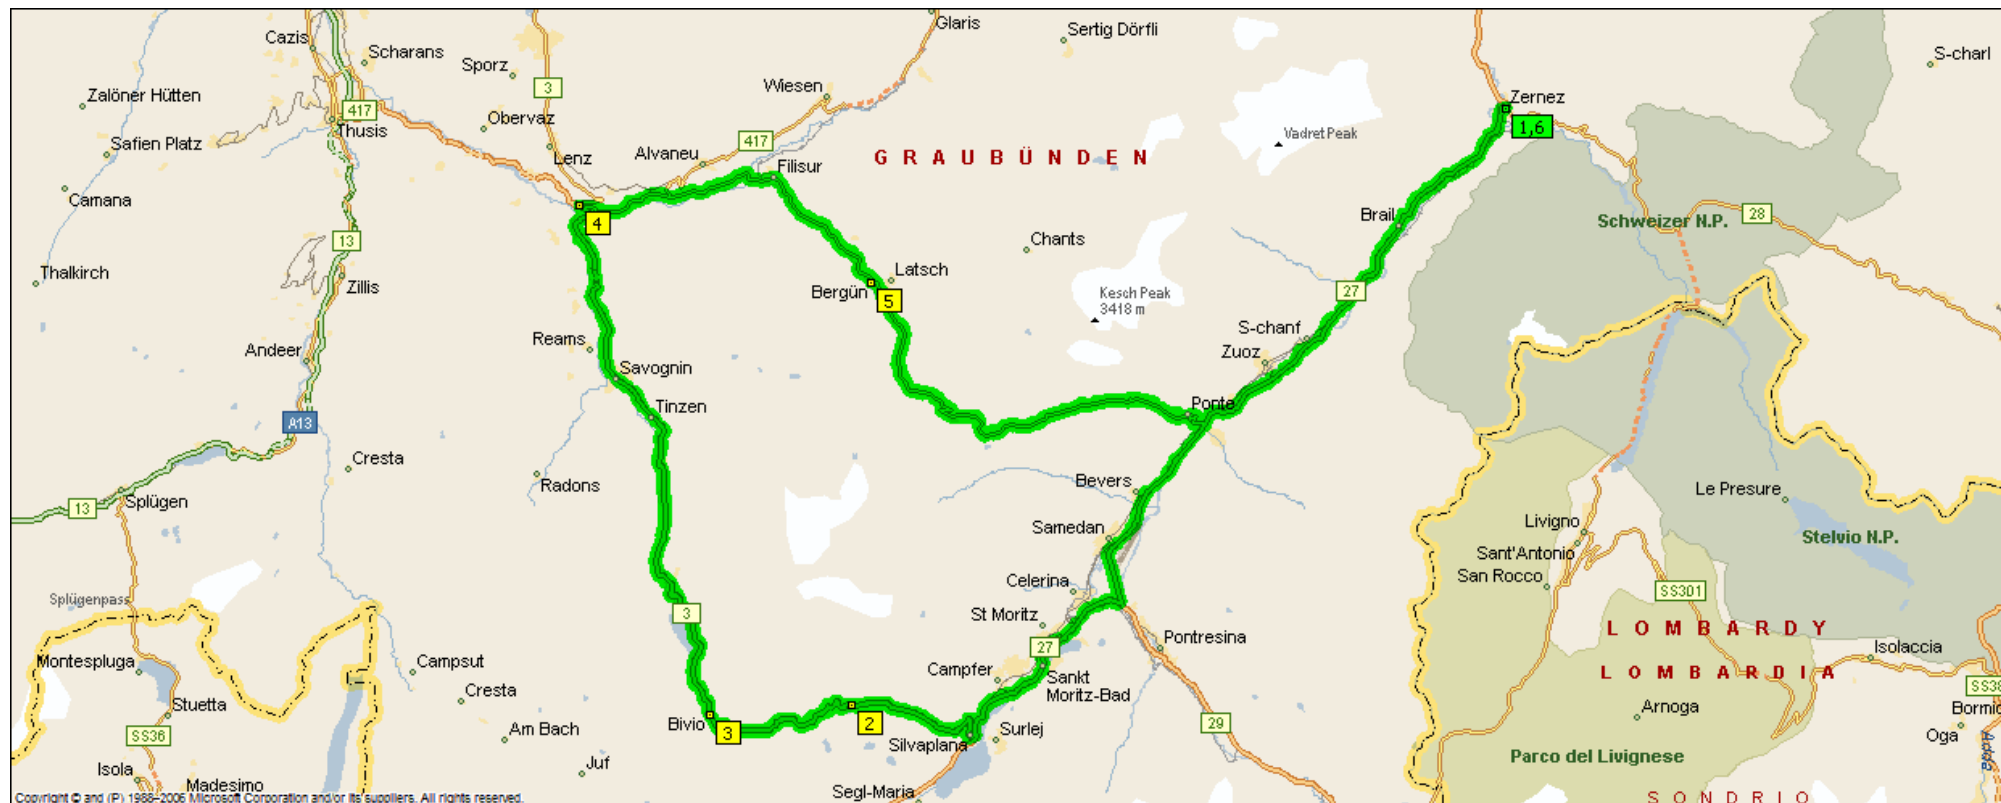 Glaris
Sertig Dörfli
Cazis
Scharans
Sporz
S-charl
3
Wiesen
Zalöner Hütten
Zernez
417
Thusis
Obervaz
1,6
Vadret Peak
Safien Platz
Lenz
Alvaneu
417
GRAUBÜNDEN
Filisur
Camana
4
Brail
Schweizer N.P.
28
13
Chants
Thalkirch
Zillis
Latsch
Bergün
5
Kesch Peak
3418 m
27
S-chanf
Reams
Andeer
Zuoz
Savognin
Tinzen
Ponte
A13
Cresta
Radons
Bevers
Le Presure
13
Splügen
Samedan
Livigno
Stelvio N.P.
Sant'Antonio
San Rocco
Celerina
SS301
Splügenpass
3
St Moritz
LOMBARDY
Pontresina
27
Isolaccia
Montespluga
Campsut
Campfer
Sankt
Moritz-Bad
LOMBARDIA
Cresta
Stuetta
Arnoga
Bivio
3
2
29
Am Bach
Silvaplana
Surlej
SS36
Oga
Adda
Parco del Livignese
Isola
Juf
Madesimo
Segl-Maria
SONDRIO
Copyright © and (P) 1988–2006 Microsoft Corporation and/or its suppliers. All rights reserved.